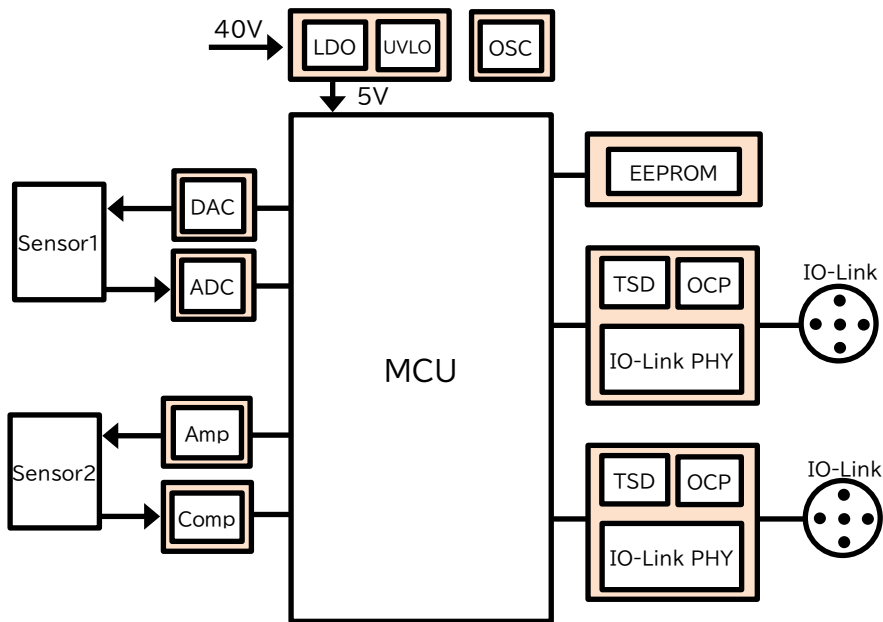 40V
LDO
UVLO
OSC
5V
DAC
Sensor1
ADC
EEPROM
TSD
OCP
IO-Link
IO-Link PHY
MCU
Amp
Sensor2
Comp
TSD
OCP
IO-Link
IO-Link PHY